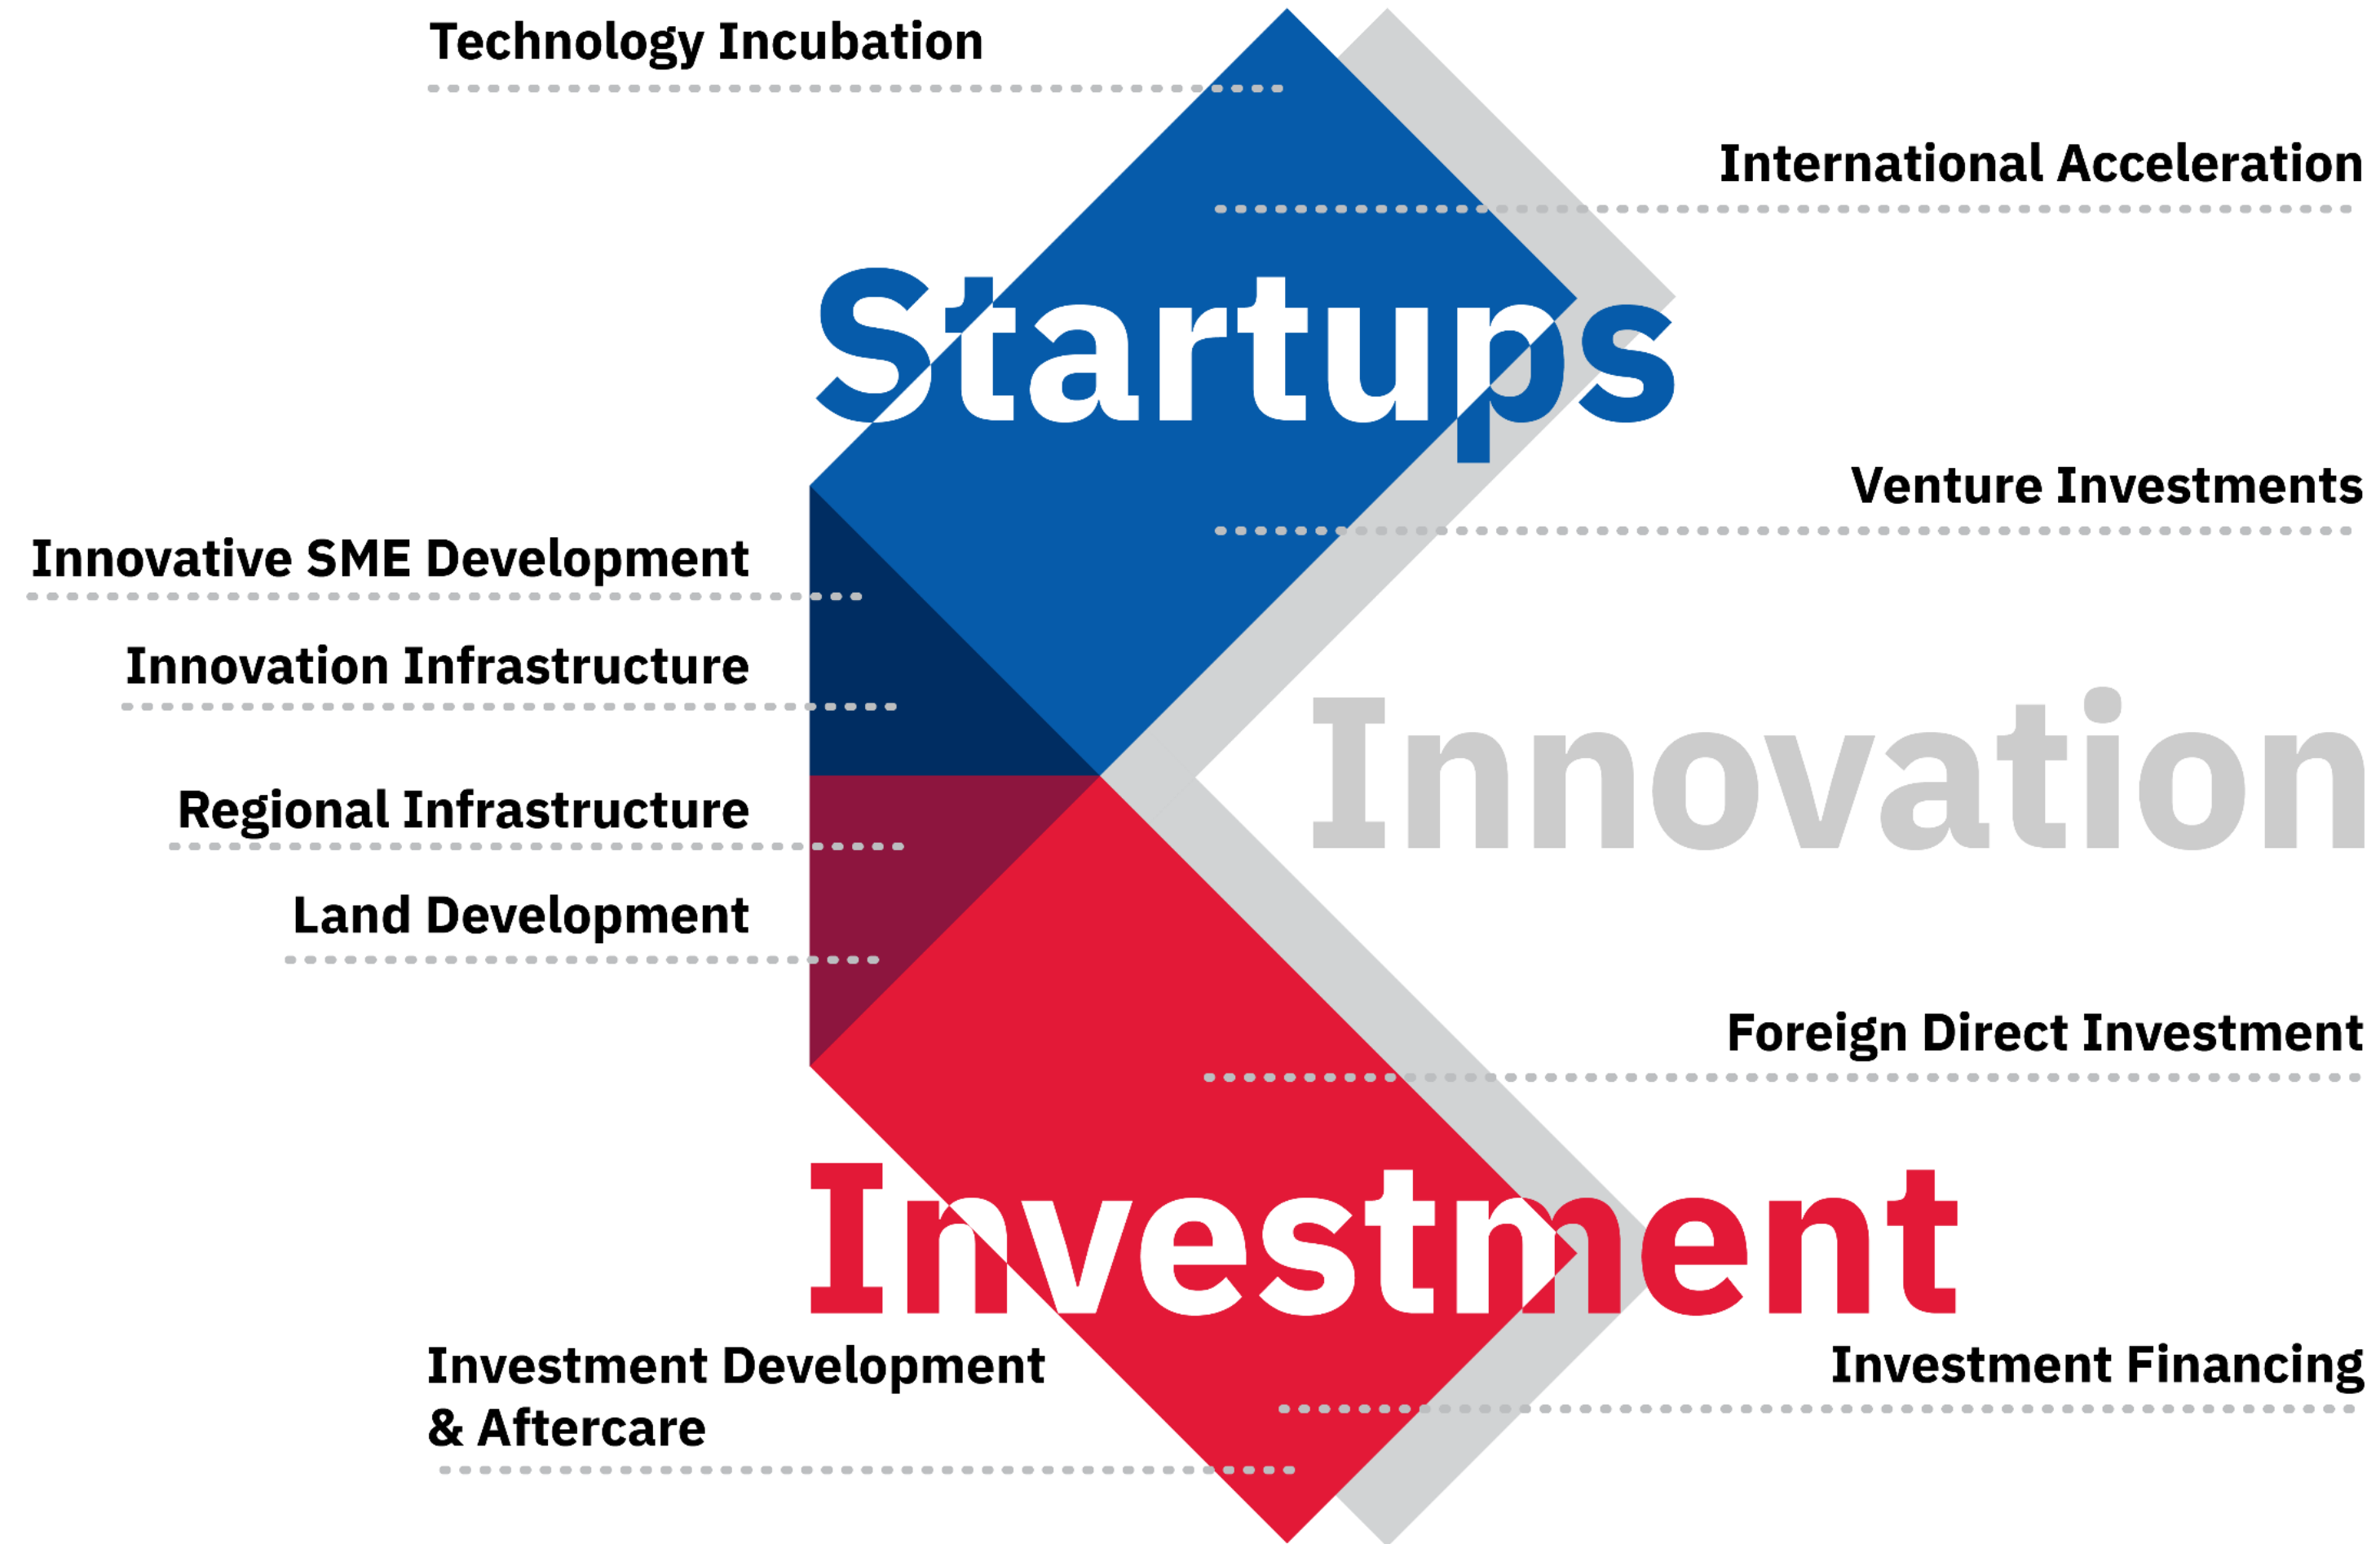 Technology Incubation
International Acceleration
Startups
Venture Investments
Innovative SME Development
Innovation Infrastructure
Innovation
Regional Infrastructure
Land Development
Foreign Direct Investment
Investment
Investment Development
& Aftercare
Investment Financing